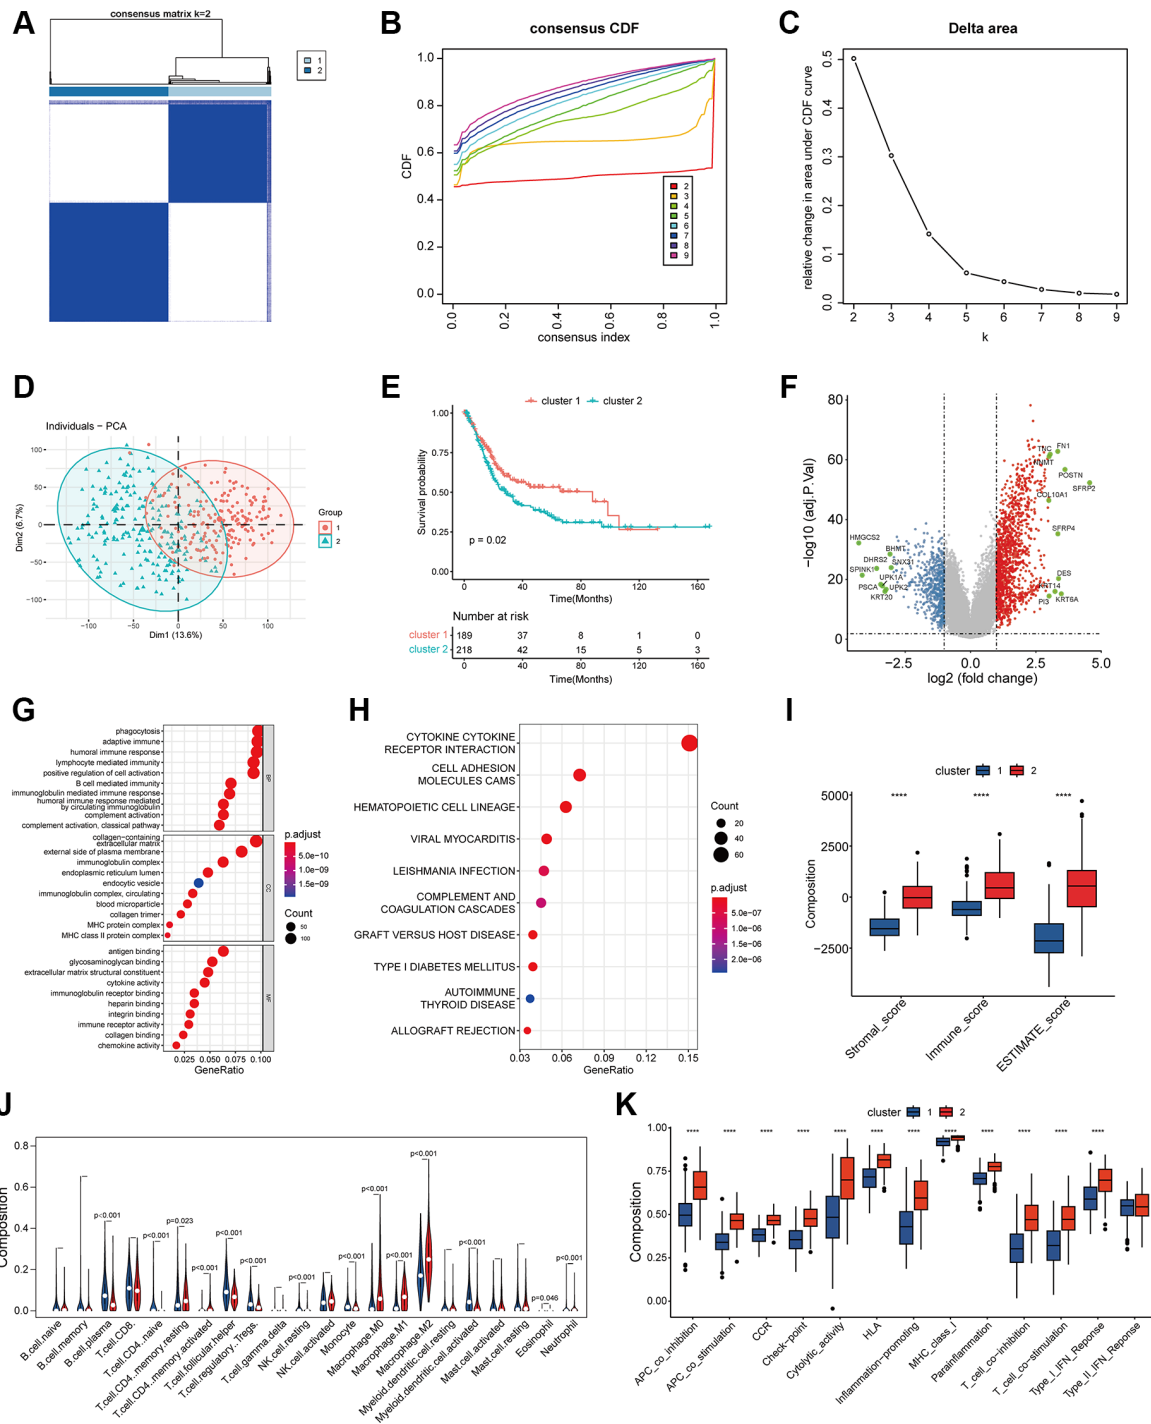 A
consensus matrix k=2
1
2
B
consensus CDF
CDF
1.0
0.8
0.6
0.4
0.2
0.0
2
3
4
5
6
7
8
9
0.0
0.2
0.4
0.6
0.8
1.0
consensus index
C
Delta area
relative change in area under CDF curve
0.5
0.4
0.3
0.2
0.1
0.0
2 3 4 5 6 7 8 9
k
D
Individuals − PCA
Dim2 (6.7%)
100
50
0
−50
−100
−100 −50 0 50 100
Dim1 (13.6%)
Group
1
2
E
cluster 1 cluster 2
Survival probability
1.00
0.75
0.50
0.25
0.00
p = 0.02
0 40 80 120 160
Time(Months)
Number at risk
cluster 1 189 37 8 1 0
cluster 2 218 42 15 5 3
0 40 80 120 160
Time(Months)
F
−log10 (adj.P.Val)
80
60
40
20
0
TNC
FN1
NNMT
POSTN
SFRP2
COL10A1
SFRP4
HMGCS2
BHMT
DHRS2
SNX31
SPINK1
UPK1A
PSCA
UPK2
KRT20
DES
KRT14
PI3
KRT6A
−2.5 0.0 2.5 5.0
log2 (fold change)
G
phagocytosis
adaptive immune
humoral immune response
lymphocyte mediated immunity
positive regulation of cell activation
B cell mediated immunity
immunoglobulin mediated immune response
humoral immune response mediated
by circulating immunoglobulin
complement activation
complement activation, classical pathway
BP
collagen−containing
extracellular matrix
external side of plasma membrane
immunoglobulin complex
endoplasmic reticulum lumen
endocytic vesicle
immunoglobulin complex, circulating
blood microparticle
collagen trimer
MHC protein complex
MHC class II protein complex
CC
antigen binding
glycosaminoglycan binding
extracellular matrix structural constituent
cytokine activity
immunoglobulin receptor binding
heparin binding
integrin binding
immune receptor activity
collagen binding
chemokine activity
MF
0.025 0.050 0.075 0.100
GeneRatio
p.adjust
5.0e−10
1.0e−09
1.5e−09
Count
50
100
H
CYTOKINE CYTOKINE
RECEPTOR INTERACTION
CELL ADHESION
MOLECULES CAMS
HEMATOPOIETIC CELL LINEAGE
VIRAL MYOCARDITIS
LEISHMANIA INFECTION
COMPLEMENT AND
COAGULATION CASCADES
GRAFT VERSUS HOST DISEASE
TYPE I DIABETES MELLITUS
AUTOIMMUNE
THYROID DISEASE
ALLOGRAFT REJECTION
0.03 0.06 0.09 0.12 0.15
GeneRatio
Count
20
40
60
p.adjust
5.0e−07
1.0e−06
1.5e−06
2.0e−06
I
cluster 1 2
Composition
5000
2500
0
−2500
**** **** ****
Stromal_score
Immune_score
ESTIMATE_score
J
Composition
0.8
0.6
0.4
0.2
0.0
p<0.001
p<0.001
p=0.023
p<0.001
p<0.001
p<0.001
p<0.001
p<0.001
p<0.001
p<0.001
p<0.001
p<0.001
p=0.046
p<0.001
B.cell.naive
B.cell.memory
B.cell.plasma
T.cell.CD8.
T.cell.CD4..naive
T.cell.CD4..memory.resting
T.cell.CD4..memory.activated
T.cell.follicular.helper
T.cell.regulatory..Tregs.
T.cell.gamma.delta
NK.cell.resting
NK.cell.activated
Monocyte
Macrophage.M0
Macrophage.M1
Macrophage.M2
Myeloid.dendritic.cell.resting
Myeloid.dendritic.cell.activated
Mast.cell.activated
Mast.cell.resting
Eosinophil
Neutrophil
K
cluster 1 2
Composition
1.00
0.75
0.50
0.25
0.00
**** **** **** **** **** **** **** **** **** **** **** ****
APC_co_inhibition
APC_co_stimulation
CCR
Check−point
Cytolytic_activity
HLA
Inflammation−promoting
MHC_class_I
Parainflammation
T_cell_co−inhibition
T_cell_co−stimulation
Type_I_IFN_Reponse
Type_II_IFN_Reponse